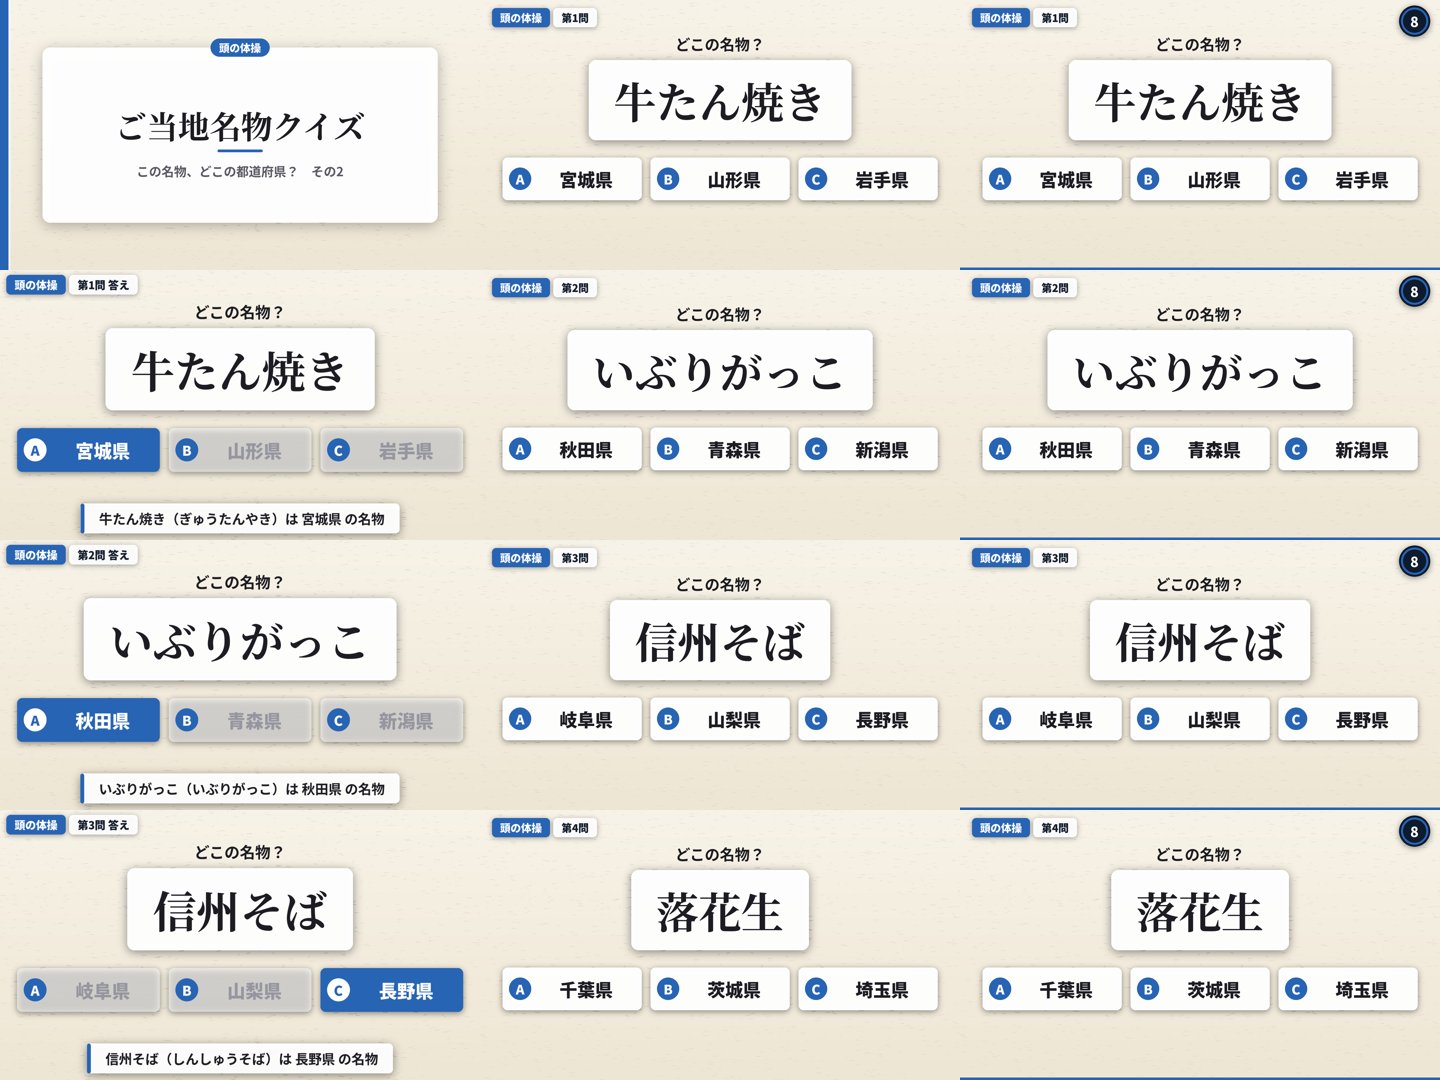 頭の体操
ご当地名物クイズ
この名物、どこの都道府県？　その2
頭の体操 第1問
どこの名物？
牛たん焼き
A 宮城県 B 山形県 C 岩手県
頭の体操 第1問 8
どこの名物？
牛たん焼き
A 宮城県 B 山形県 C 岩手県
頭の体操 第1問 答え
どこの名物？
牛たん焼き
A 宮城県 B 山形県 C 岩手県
牛たん焼き（ぎゅうたんやき）は 宮城県 の名物
頭の体操 第2問
どこの名物？
いぶりがっこ
A 秋田県 B 青森県 C 新潟県
頭の体操 第2問 8
どこの名物？
いぶりがっこ
A 秋田県 B 青森県 C 新潟県
頭の体操 第2問 答え
どこの名物？
いぶりがっこ
A 秋田県 B 青森県 C 新潟県
いぶりがっこ（いぶりがっこ）は 秋田県 の名物
頭の体操 第3問
どこの名物？
信州そば
A 岐阜県 B 山梨県 C 長野県
頭の体操 第3問 8
どこの名物？
信州そば
A 岐阜県 B 山梨県 C 長野県
頭の体操 第3問 答え
どこの名物？
信州そば
A 岐阜県 B 山梨県 C 長野県
信州そば（しんしゅうそば）は 長野県 の名物
頭の体操 第4問
どこの名物？
落花生
A 千葉県 B 茨城県 C 埼玉県
頭の体操 第4問 8
どこの名物？
落花生
A 千葉県 B 茨城県 C 埼玉県